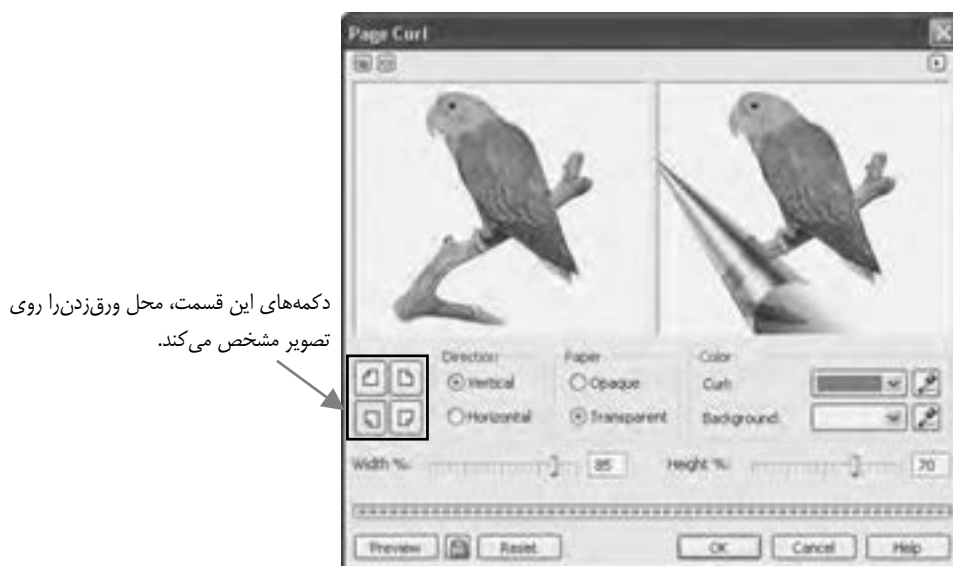 Page Curl
دکمه‌های این قسمت، محل ورق‌زدن‌را روی
تصویر مشخص می‌کند.
Direction
Vertical
Horizontal
Paper
Opaque
Transparent
Color
Curl:
Background:
Width %: 85
Height %: 70
Preview Reset OK Cancel Help